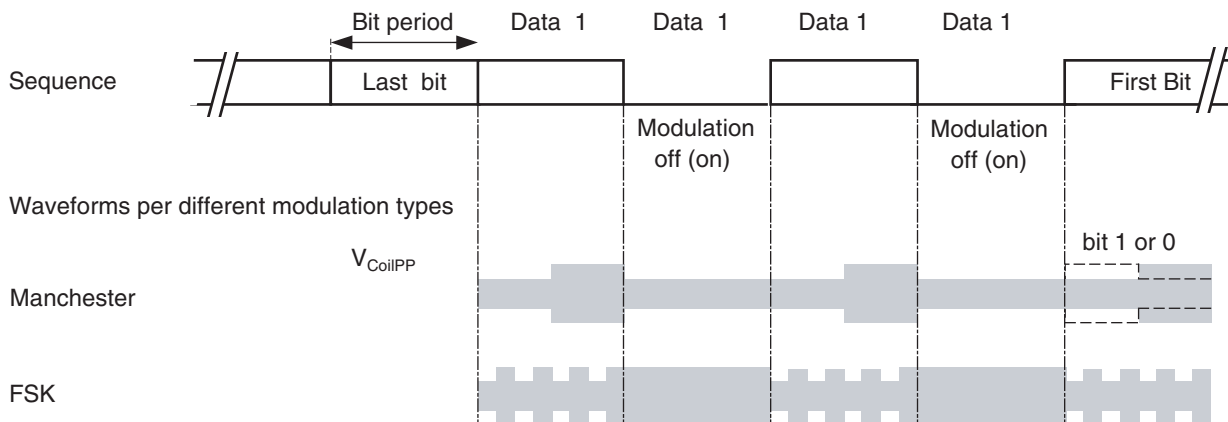 Bit period Data 1 Data 1 Data 1 Data 1
Sequence Last bit First Bit
Modulation Modulation
off (on) off (on)
Waveforms per different modulation types
bit 1 or 0
VCoilPP
Manchester
FSK